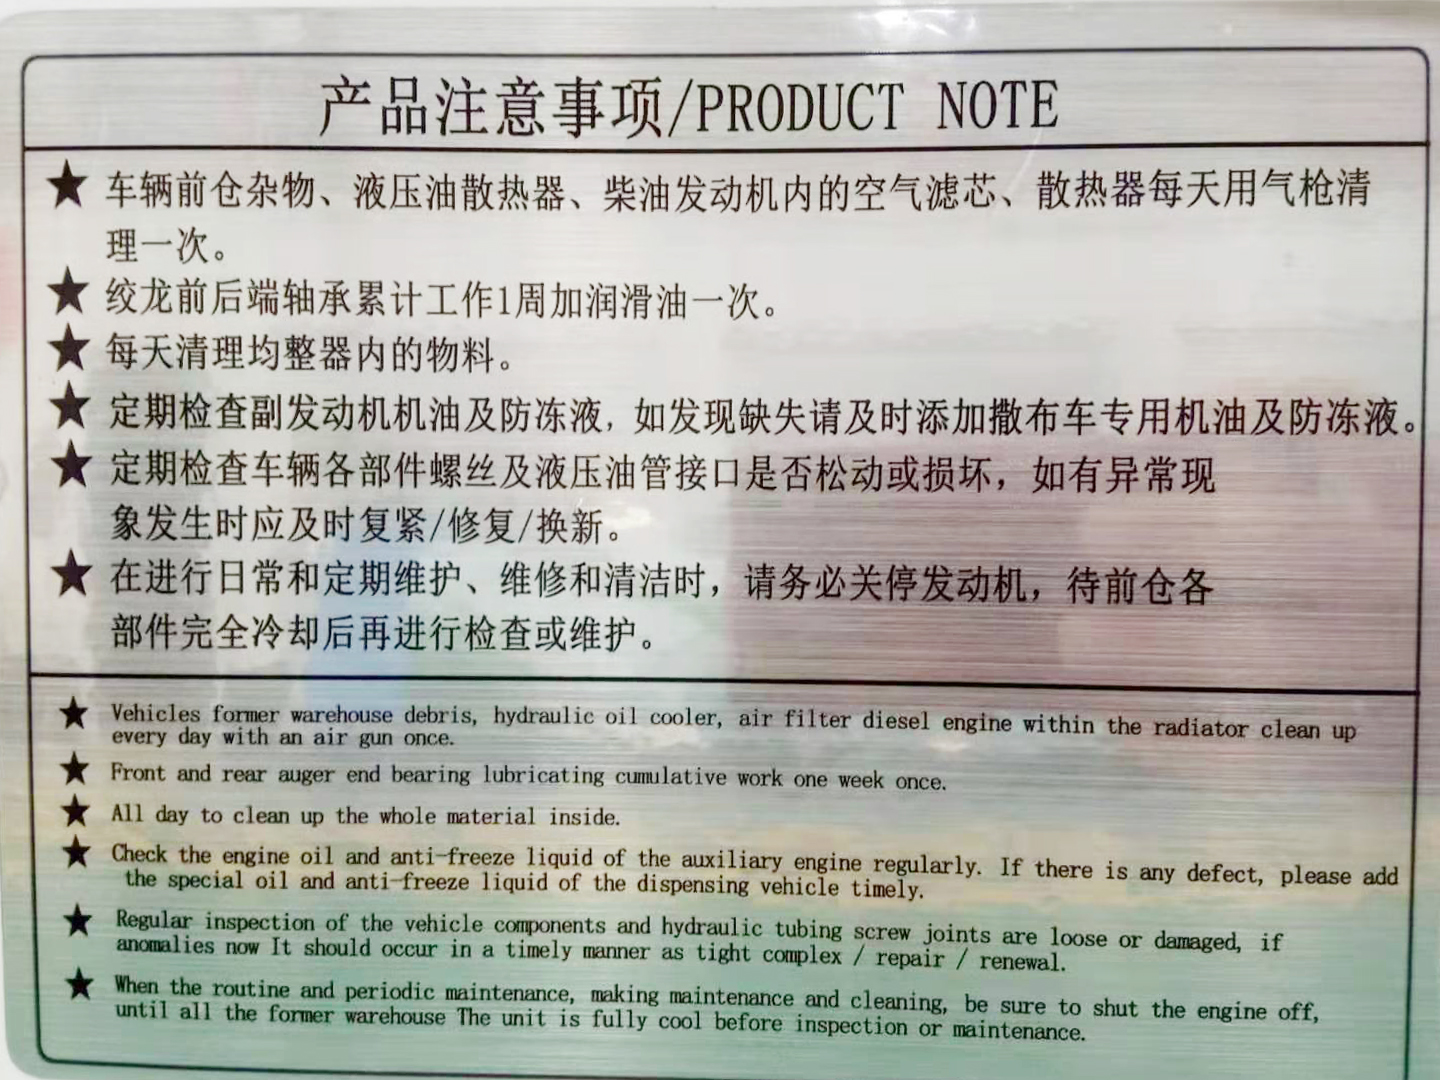 产品注意事项/PRODUCT NOTE
★ 车辆前仓杂物、液压油散热器、柴油发动机内的空气滤芯、散热器每天用气枪清
理一次。
★ 绞龙前后端轴承累计工作1周加润滑油一次。
★ 每天清理均整器内的物料。
★ 定期检查副发动机机油及防冻液,如发现缺失请及时添加撒布车专用机油及防冻液。
★ 定期检查车辆各部件螺丝及液压油管接口是否松动或损坏，如有异常现
象发生时应及时复紧/修复/换新。
★ 在进行日常和定期维护、维修和清洁时，请务必关停发动机，待前仓各
部件完全冷却后再进行检查或维护。
★ Vehicles former warehouse debris, hydraulic oil cooler, air filter diesel engine within the radiator clean up
every day with an air gun once.
★ Front and rear auger end bearing lubricating cumulative work one week once.
★ All day to clean up the whole material inside.
★ Check the engine oil and anti-freeze liquid of the auxiliary engine regularly. If there is any defect, please add
the special oil and anti-freeze liquid of the dispensing vehicle timely.
★ Regular inspection of the vehicle components and hydraulic tubing screw joints are loose or damaged, if
anomalies now It should occur in a timely manner as tight complex / repair / renewal.
★ When the routine and periodic maintenance, making maintenance and cleaning, be sure to shut the engine off,
until all the former warehouse The unit is fully cool before inspection or maintenance.